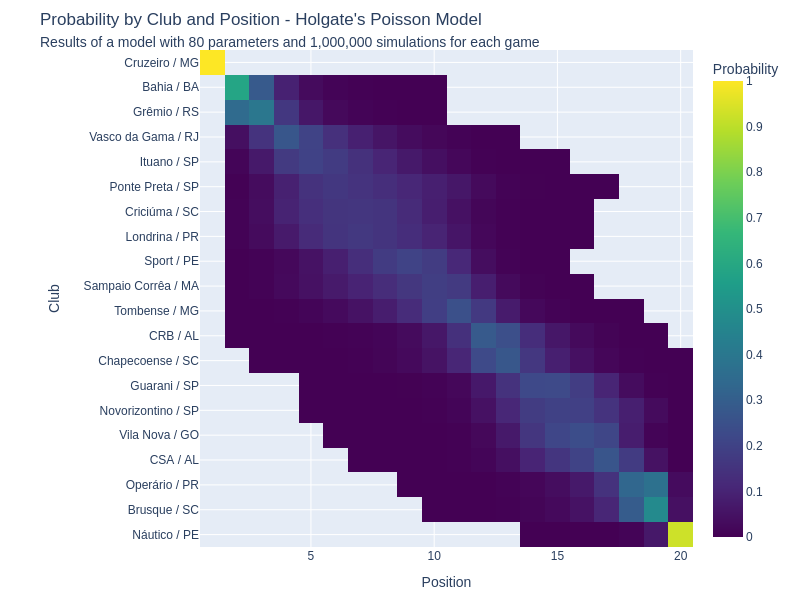 Probability by Club and Position - Holgate's Poisson Model
Results of a model with 80 parameters and 1,000,000 simulations for each game
Probability
Cruzeiro / MG
Bahia / BA
Grêmio / RS
Vasco da Gama / RJ
Ituano / SP
Ponte Preta / SP
Criciúma / SC
Londrina / PR
Sport / PE
Sampaio Corrêa / MA
Tombense / MG
CRB / AL
Chapecoense / SC
Guarani / SP
Novorizontino / SP
Vila Nova / GO
CSA / AL
Operário / PR
Brusque / SC
Náutico / PE
Club
5
10
15
20
Position
1
0.9
0.8
0.7
0.6
0.5
0.4
0.3
0.2
0.1
0